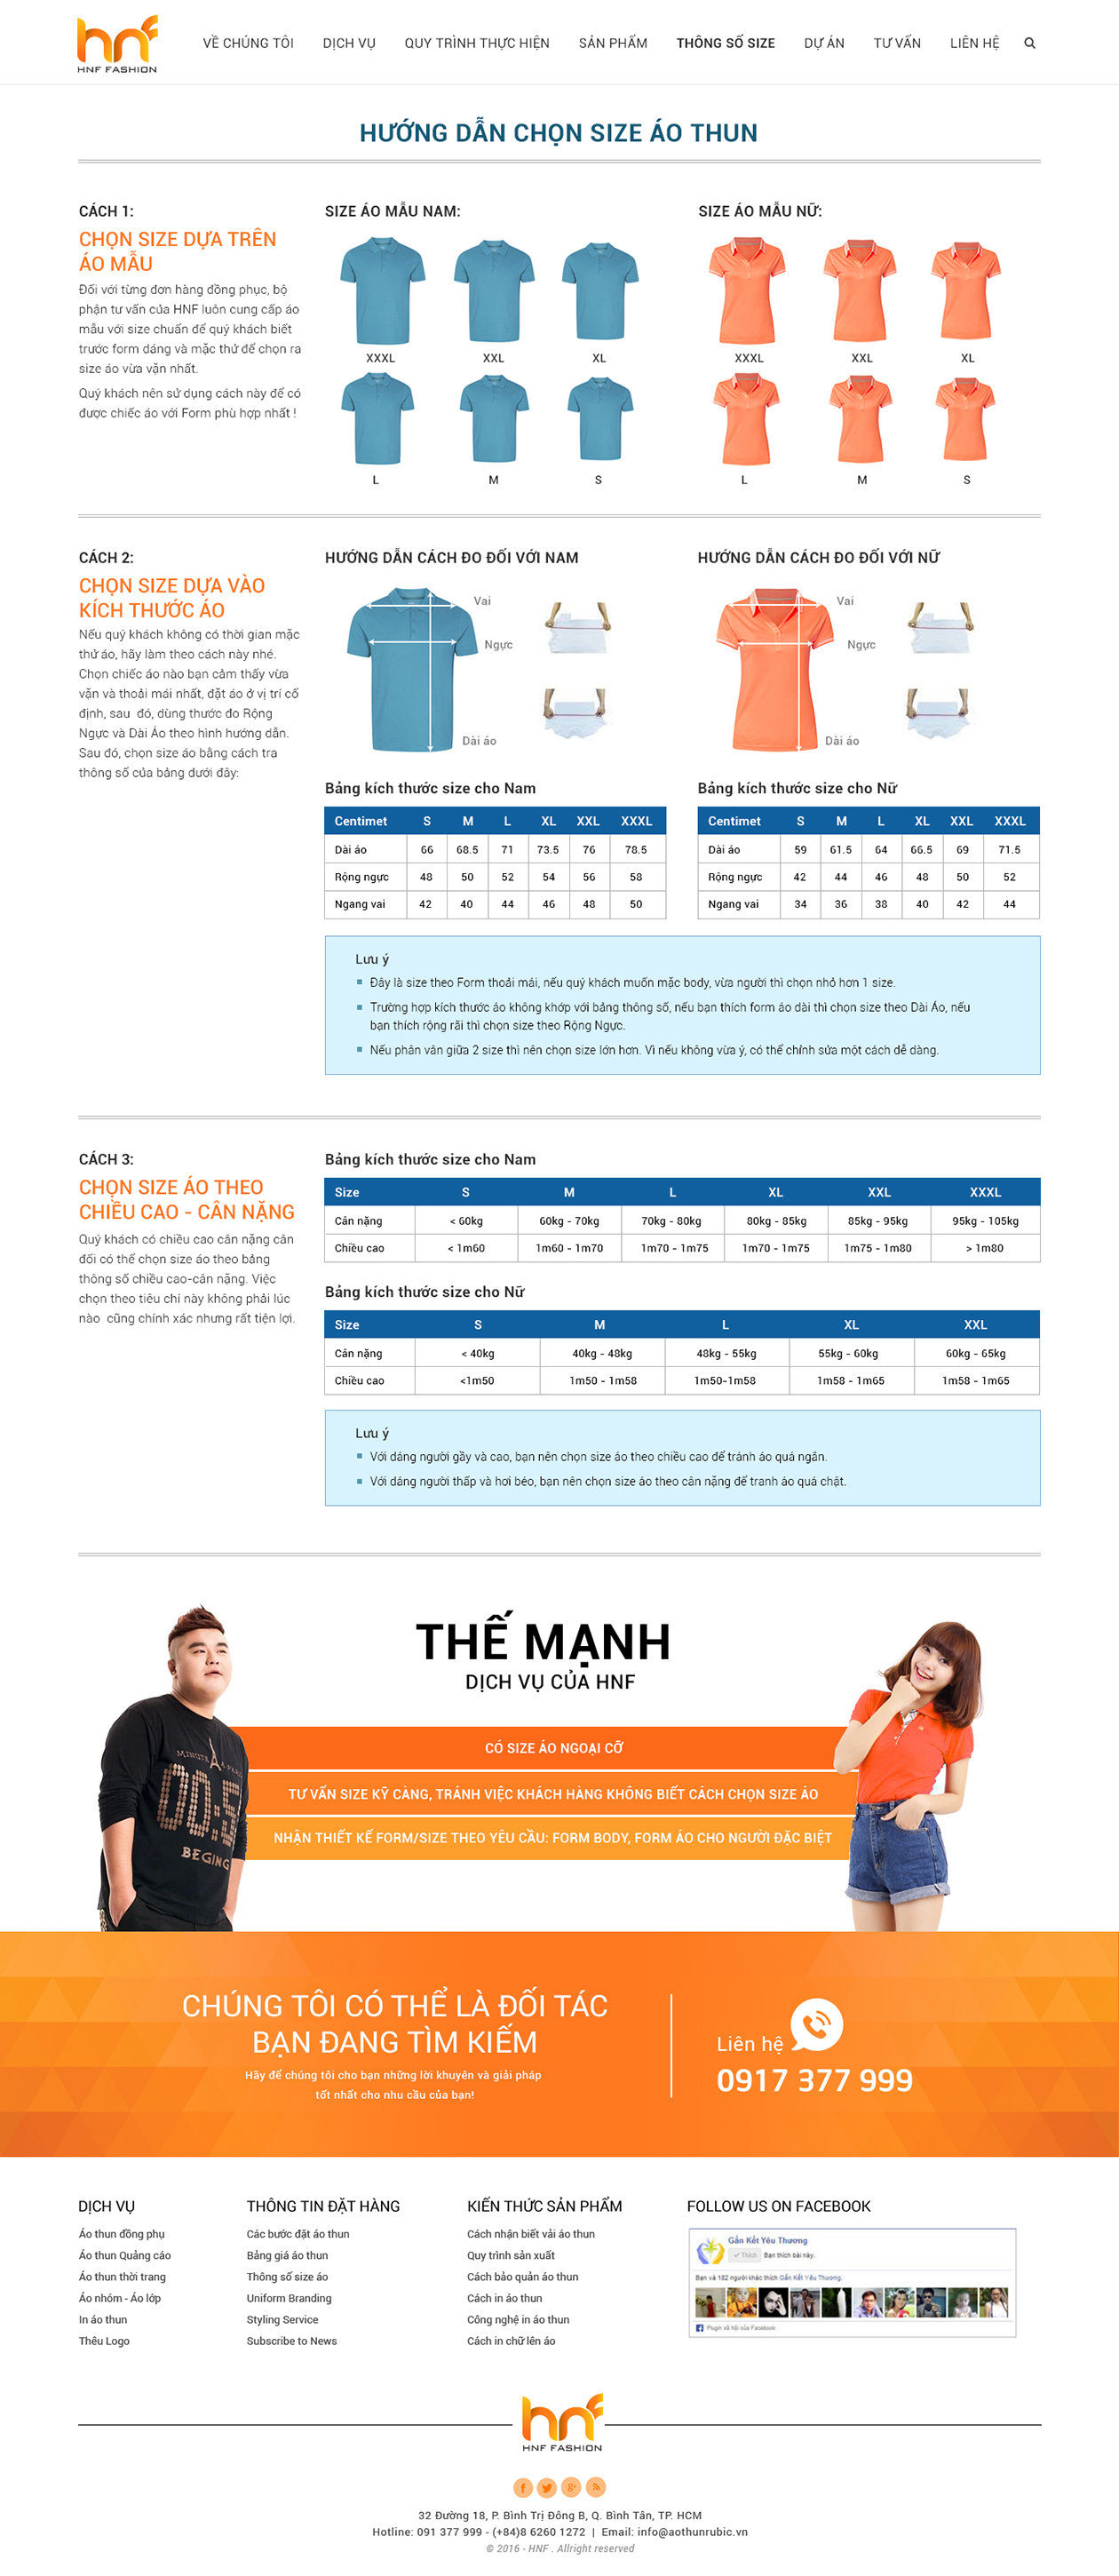 hnf
HNF FASHION
VỀ CHÚNG TÔI DỊCH VỤ QUY TRÌNH THỰC HIỆN SẢN PHẨM THÔNG SỐ SIZE DỰ ÁN TƯ VẤN LIÊN HỆ
HƯỚNG DẪN CHỌN SIZE ÁO THUN
CÁCH 1:
CHỌN SIZE DỰA TRÊN
ÁO MẪU
Đối với từng đơn hàng đồng phục, bộ
phận tư vấn của HNF luôn cung cấp áo
mẫu với size chuẩn để quý khách biết
trước form dáng và mặc thử để chọn ra
size áo vừa vặn nhất.
Quý khách nên sử dụng cách này để có
được chiếc áo với Form phù hợp nhất !
SIZE ÁO MẪU NAM:
XXXL XXL XL
L M S
SIZE ÁO MẪU NỮ:
XXXL XXL XL
L M S
CÁCH 2:
CHỌN SIZE DỰA VÀO
KÍCH THƯỚC ÁO
Nếu quý khách không có thời gian mặc
thử áo, hãy làm theo cách này nhé.
Chọn chiếc áo nào bạn cảm thấy vừa
vặn và thoải mái nhất, đặt áo ở vị trí cố
định, sau đó, dùng thước đo Rộng
Ngực và Dài Áo theo hình hướng dẫn.
Sau đó, chọn size áo bằng cách tra
thông số của bảng dưới đây:
HƯỚNG DẪN CÁCH ĐO ĐỐI VỚI NAM
Vai
Ngực
Dài áo
HƯỚNG DẪN CÁCH ĐO ĐỐI VỚI NỮ
Vai
Ngực
Dài áo
Bảng kích thước size cho Nam
Centimet S M L XL XXL XXXL
Dài áo 66 68.5 71 73.5 76 78.5
Rộng ngực 48 50 52 54 56 58
Ngang vai 42 40 44 46 48 50
Bảng kích thước size cho Nữ
Centimet S M L XL XXL XXXL
Dài áo 59 61.5 64 66.5 69 71.5
Rộng ngực 42 44 46 48 50 52
Ngang vai 34 36 38 40 42 44
Lưu ý
Đây là size theo Form thoải mái, nếu quý khách muốn mặc body, vừa người thì chọn nhỏ hơn 1 size.
Trường hợp kích thước áo không khớp với bảng thông số, nếu bạn thích form áo dài thì chọn size theo Dài Áo, nếu
bạn thích rộng rãi thì chọn size theo Rộng Ngực.
Nếu phân vân giữa 2 size thì nên chọn size lớn hơn. Vì nếu không vừa ý, có thể chỉnh sửa một cách dễ dàng.
CÁCH 3:
CHỌN SIZE ÁO THEO
CHIỀU CAO - CÂN NẶNG
Quý khách có chiều cao cân nặng cân
đối có thể chọn size áo theo bảng
thông số chiều cao-cân nặng. Việc
chọn theo tiêu chí này không phải lúc
nào cũng chính xác nhưng rất tiện lợi.
Bảng kích thước size cho Nam
Size S M L XL XXL XXXL
Cân nặng < 60kg 60kg - 70kg 70kg - 80kg 80kg - 85kg 85kg - 95kg 95kg - 105kg
Chiều cao < 1m60 1m60 - 1m70 1m70 - 1m75 1m70 - 1m75 1m75 - 1m80 > 1m80
Bảng kích thước size cho Nữ
Size S M L XL XXL
Cân nặng < 40kg 40kg - 48kg 48kg - 55kg 55kg - 60kg 60kg - 65kg
Chiều cao <1m50 1m50 - 1m58 1m50-1m58 1m58 - 1m65 1m58 - 1m65
Lưu ý
Với dáng người gầy và cao, bạn nên chọn size áo theo chiều cao để tránh áo quá ngắn.
Với dáng người thấp và hơi béo, bạn nên chọn size áo theo cân nặng để tranh áo quá chật.
THẾ MẠNH
DỊCH VỤ CỦA HNF
CÓ SIZE ÁO NGOẠI CỠ
TƯ VẤN SIZE KỸ CÀNG, TRÁNH VIỆC KHÁCH HÀNG KHÔNG BIẾT CÁCH CHỌN SIZE ÁO
NHẬN THIẾT KẾ FORM/SIZE THEO YÊU CẦU: FORM BODY, FORM ÁO CHO NGƯỜI ĐẶC BIỆT
MINUTE
BEGING
CHÚNG TÔI CÓ THỂ LÀ ĐỐI TÁC
BẠN ĐANG TÌM KIẾM
Hãy để chúng tôi cho bạn những lời khuyên và giải pháp
tốt nhất cho nhu cầu của bạn!
Liên hệ
0917 377 999
DỊCH VỤ
Áo thun đồng phụ
Áo thun Quảng cáo
Áo thun thời trang
Áo nhóm - Áo lớp
In áo thun
Thêu Logo
THÔNG TIN ĐẶT HÀNG
Các bước đặt áo thun
Bảng giá áo thun
Thông số size áo
Uniform Branding
Styling Service
Subscribe to News
KIẾN THỨC SẢN PHẨM
Cách nhận biết vải áo thun
Quy trình sản xuất
Cách bảo quản áo thun
Cách in áo thun
Công nghệ in áo thun
Cách in chữ lên áo
FOLLOW US ON FACEBOOK
Gắn Kết Yêu Thương
Thích Bạn thích bài này.
Bạn và 182 người khác thích Gắn Kết Yêu Thương.
Plugin xã hội của Facebook
hnf
HNF FASHION
32 Đường 18, P. Bình Trị Đông B, Q. Bình Tân, TP. HCM
Hotline: 091 377 999 - (+84)8 6260 1272 | Email: info@aothunrubic.vn
© 2016 - HNF . Allright reserved